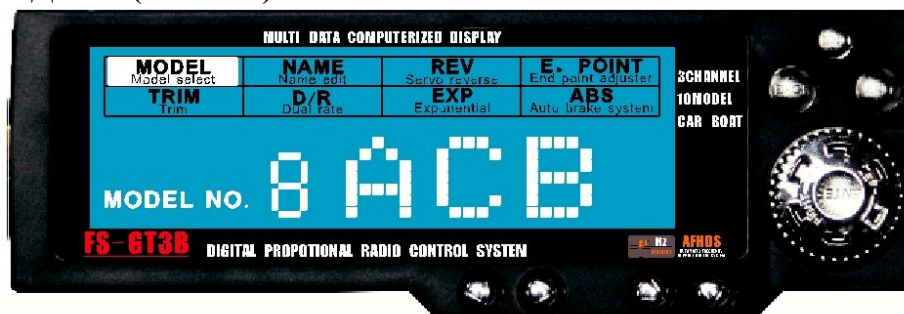 MULTI DATA COMPUTERIZED DISPLAY
MODEL NAME REV E. POINT
Model select Name edit Servo reverse End point adjuster
TRIM D/R EXP ABS
Trim Dual rate Exponential Auto brake system
3CHANNEL
10MODEL
CAR BOAT
MODEL NO. 8 ACB
FS-GT3B DIGITAL PROPOTIONAL RADIO CONTROL SYSTEM
HZ AFHDS